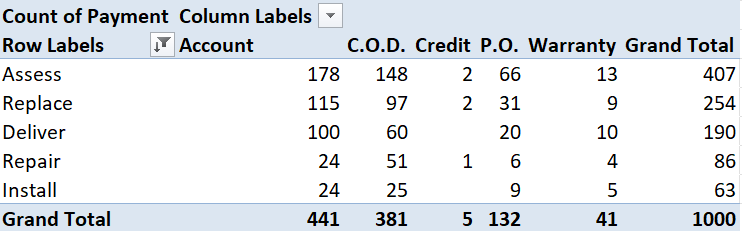 Count of Payment Column Labels
Row Labels Account C.O.D. Credit P.O. Warranty Grand Total
Assess 178 148 2 66 13 407
Replace 115 97 2 31 9 254
Deliver 100 60 20 10 190
Repair 24 51 1 6 4 86
Install 24 25 9 5 63
Grand Total 441 381 5 132 41 1000